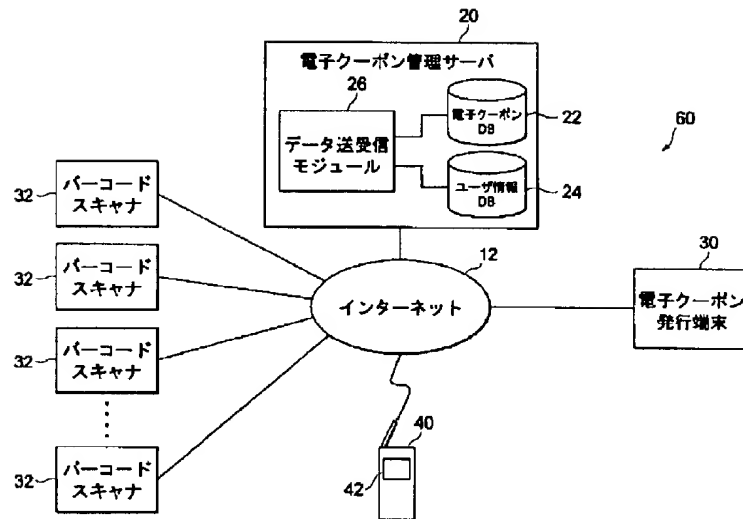 20
電子クーポン管理サーバ
26
データ送受信
モジュール
電子クーポン
DB
22
ユーザ情報
DB
24
60
32
バーコード
スキャナ
32
バーコード
スキャナ
32
バーコード
スキャナ
32
バーコード
スキャナ
12
インターネット
30
電子クーポン
発行端末
40
42